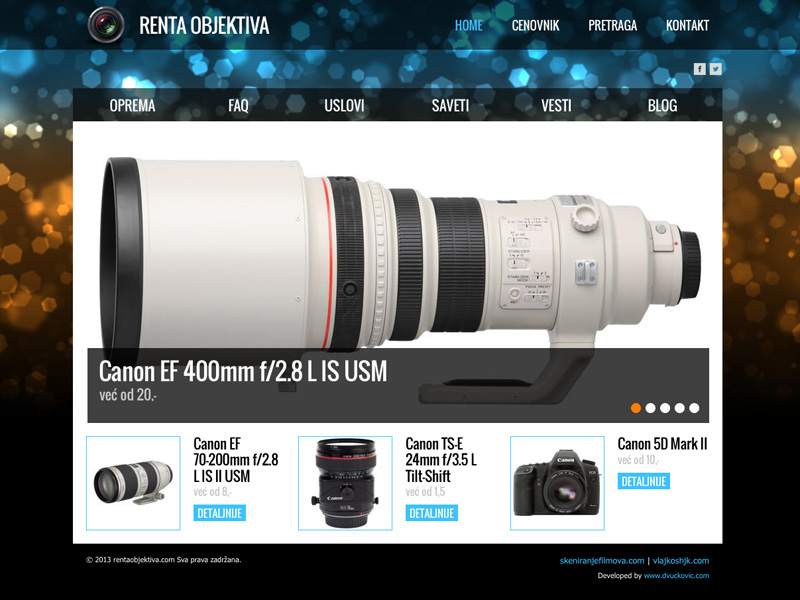 RENTA OBJEKTIVA
HOME CENOVNIK PRETRAGA KONTAKT
OPREMA FAQ USLOVI SAVETI VESTI BLOG
Canon EF 400mm f/2.8 L IS USM
već od 20,-
Canon EF
70-200mm f/2.8
L IS II USM
već od 8,-
DETALJNIJE
Canon TS-E
24mm f/3.5 L
Tilt-Shift
već od 1,5
DETALJNIJE
Canon 5D Mark II
već od 10,-
DETALJNIJE
© 2013 rentaobjektiva.com Sva prava zadržana.
skeniranjefilmova.com | vlajkoshjk.com
Developed by www.dvuckovic.com